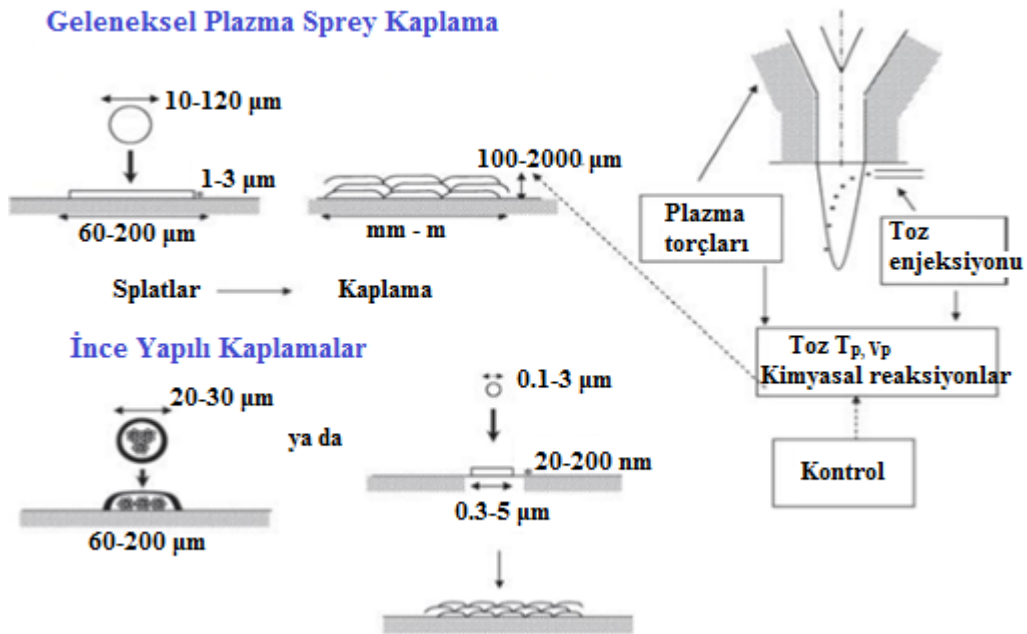 Geleneksel Plazma Sprey Kaplama
10-120 µm
1-3 µm
60-200 µm
100-2000 µm
mm - m
Splatlar
Kaplama
Plazma
torçları
Toz
enjeksiyonu
Toz Tp, Vp
Kimyasal reaksiyonlar
Kontrol
İnce Yapılı Kaplamalar
20-30 µm
60-200 µm
ya da
0.1-3 µm
20-200 nm
0.3-5 µm